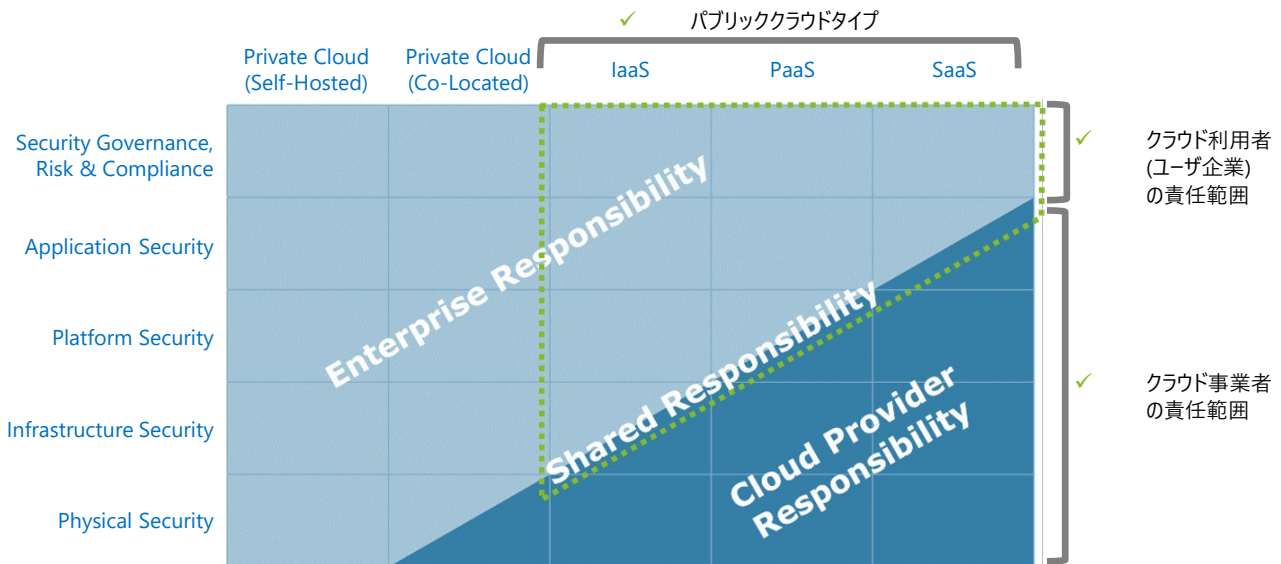 ✓ パブリッククラウドタイプ
Private Cloud
(Self-Hosted)
Private Cloud
(Co-Located)
IaaS
PaaS
SaaS
Security Governance,
Risk & Compliance
Application Security
Platform Security
Infrastructure Security
Physical Security
Enterprise Responsibility
Shared Responsibility
Cloud Provider
Responsibility
✓ クラウド利用者
(ユーザ企業)
の責任範囲
✓ クラウド事業者
の責任範囲